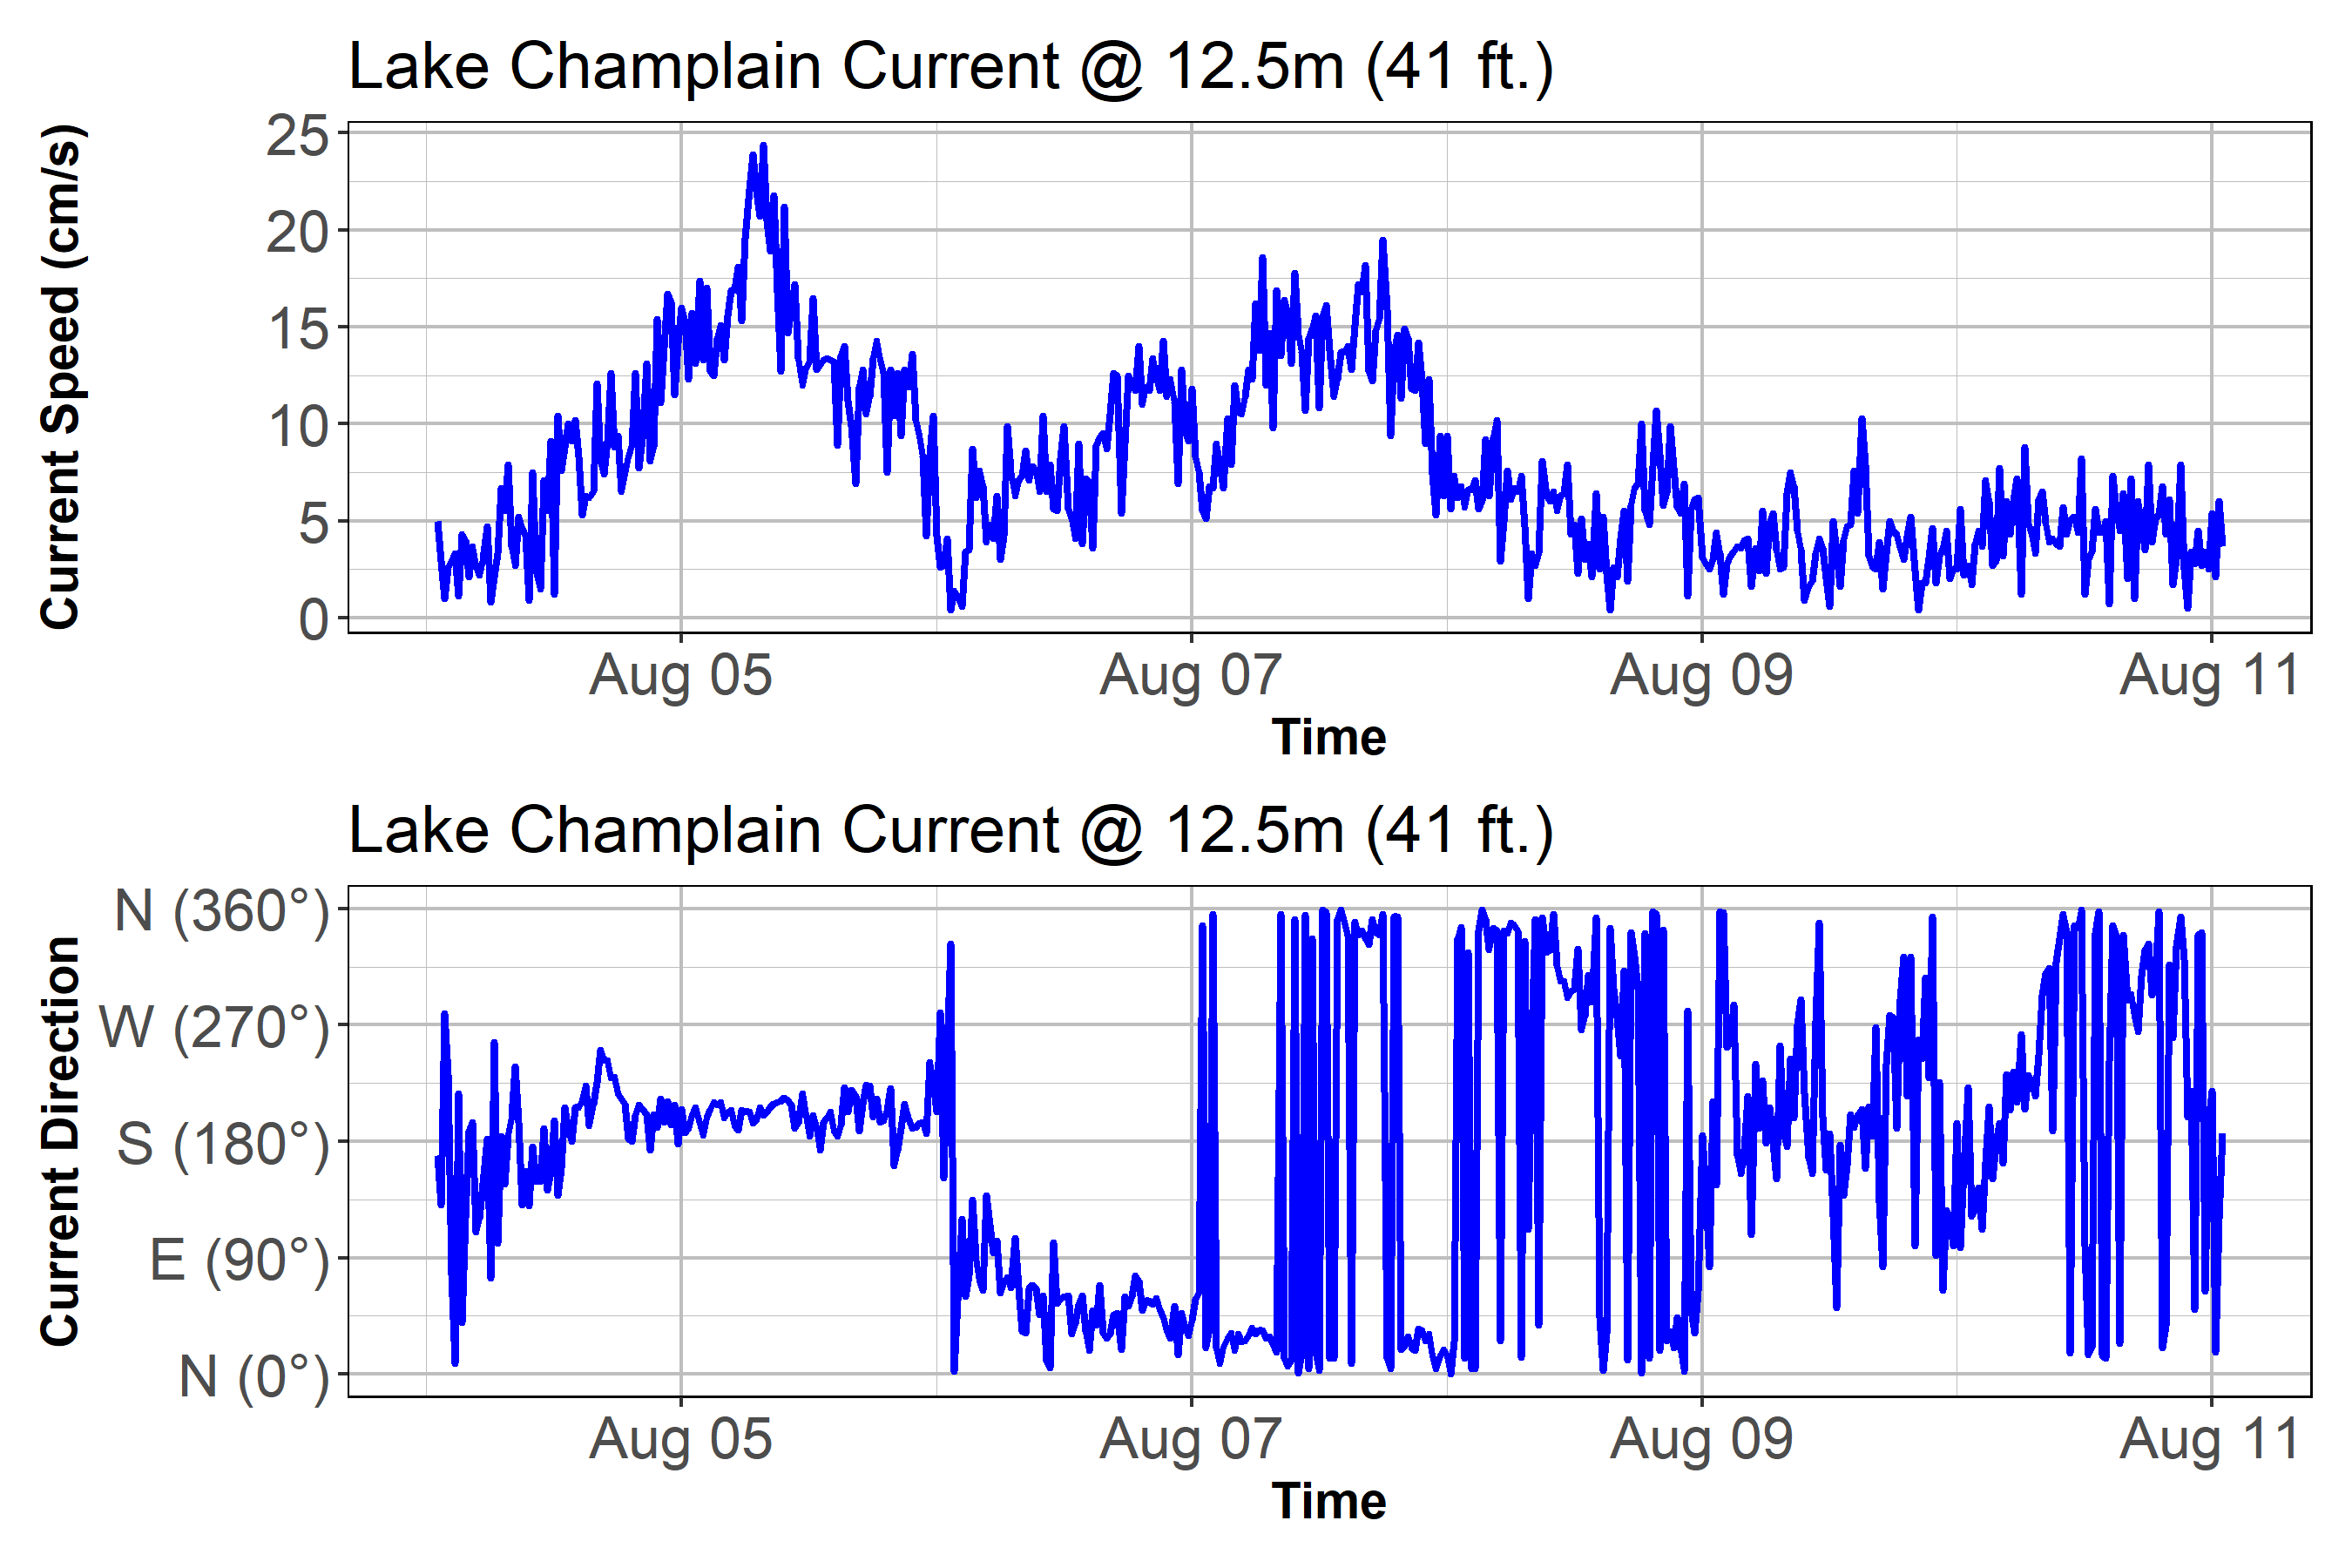 Lake Champlain Current @ 12.5m (41 ft.)
Current Speed (cm/s)
25
20
15
10
5
0
Aug 05
Aug 07
Aug 09
Aug 11
Time
Lake Champlain Current @ 12.5m (41 ft.)
Current Direction
N (360°)
W (270°)
S (180°)
E (90°)
N (0°)
Aug 05
Aug 07
Aug 09
Aug 11
Time